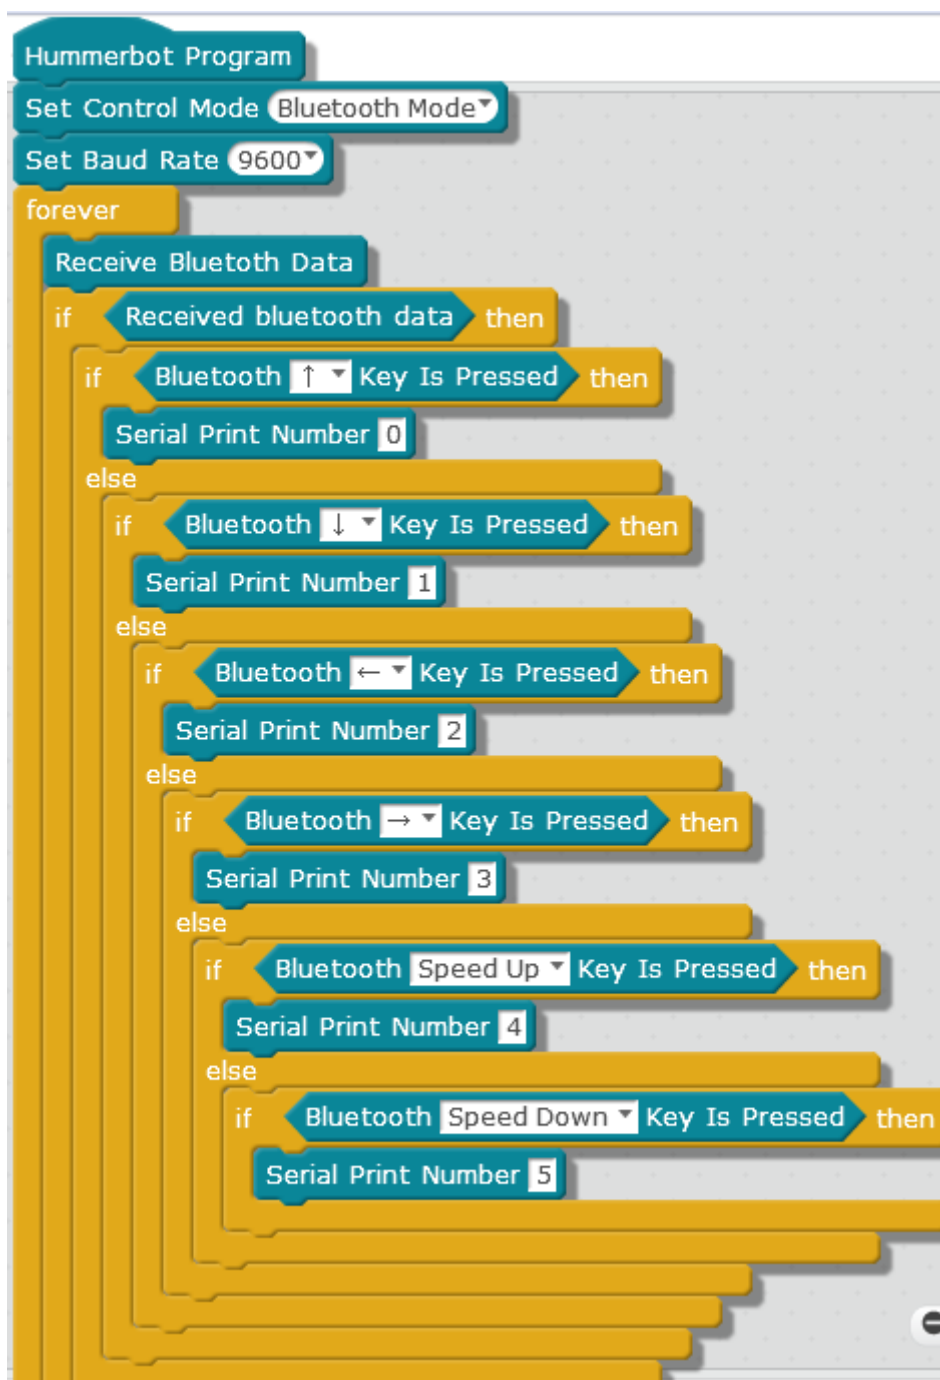 Hummerbot Program
Set Control Mode Bluetooth Mode
Set Baud Rate 9600
forever
Receive Bluetoth Data
if Received bluetooth data then
if Bluetooth ↑ Key Is Pressed then
Serial Print Number 0
else
if Bluetooth ↓ Key Is Pressed then
Serial Print Number 1
else
if Bluetooth ← Key Is Pressed then
Serial Print Number 2
else
if Bluetooth → Key Is Pressed then
Serial Print Number 3
else
if Bluetooth Speed Up Key Is Pressed then
Serial Print Number 4
else
if Bluetooth Speed Down Key Is Pressed then
Serial Print Number 5